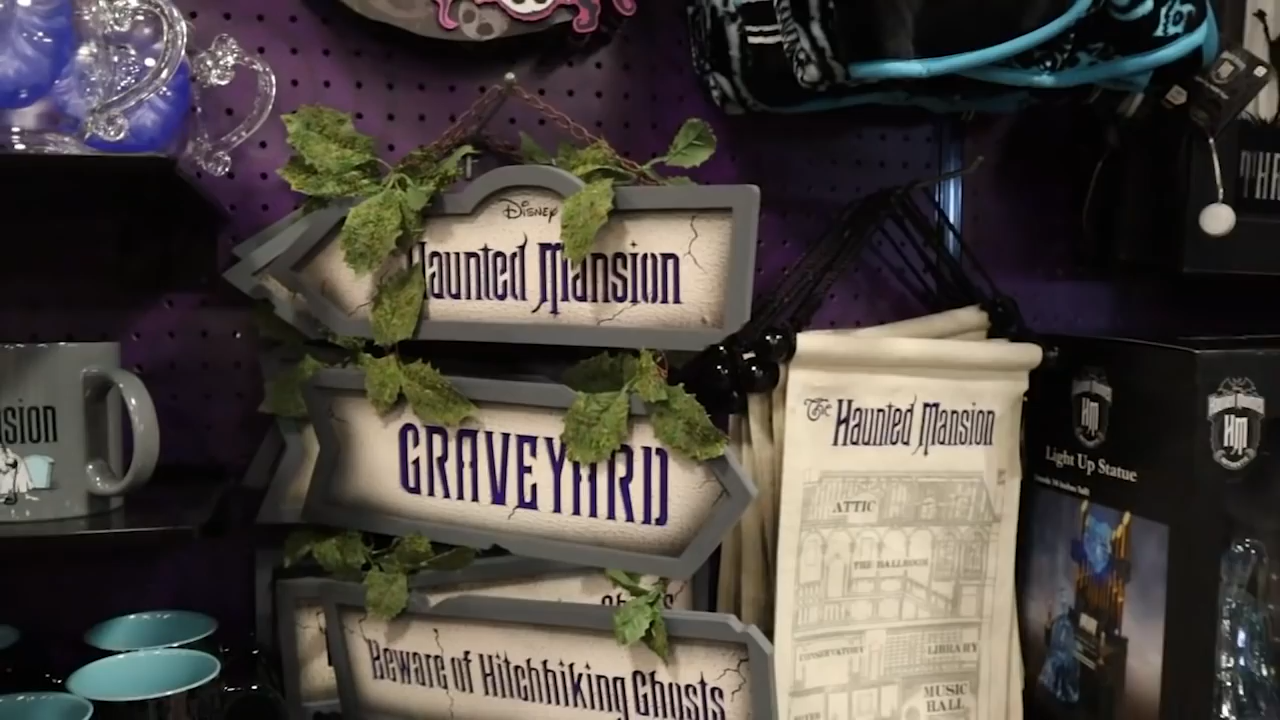 Disney
Haunted Mansion
GRAVEYARD
Beware of Hitchhiking Ghosts
The Haunted Mansion
ATTIC
THE BALLROOM
CONSERVATORY
LIBRARY
MUSIC
HALL
HM
Light Up Statue
HM